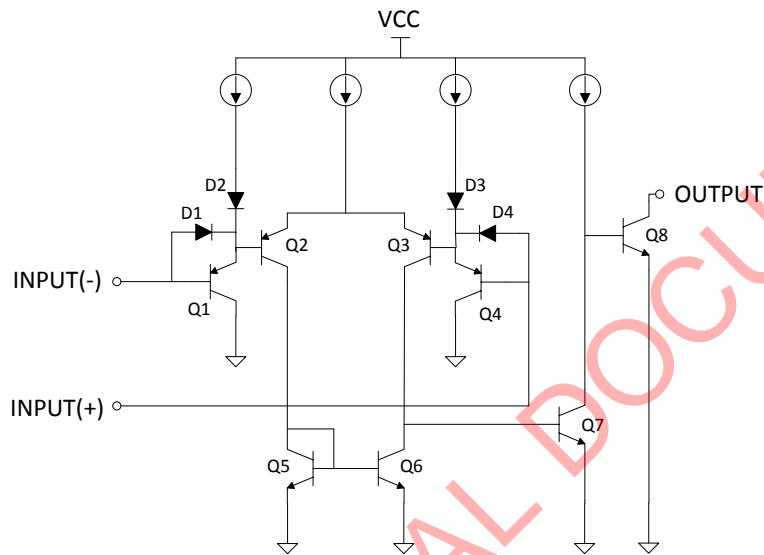 VCC
D2
D3
D1
D4
OUTPUT
Q2
Q3
Q8
INPUT(-)
Q1
Q4
INPUT(+)
Q7
Q5
Q6